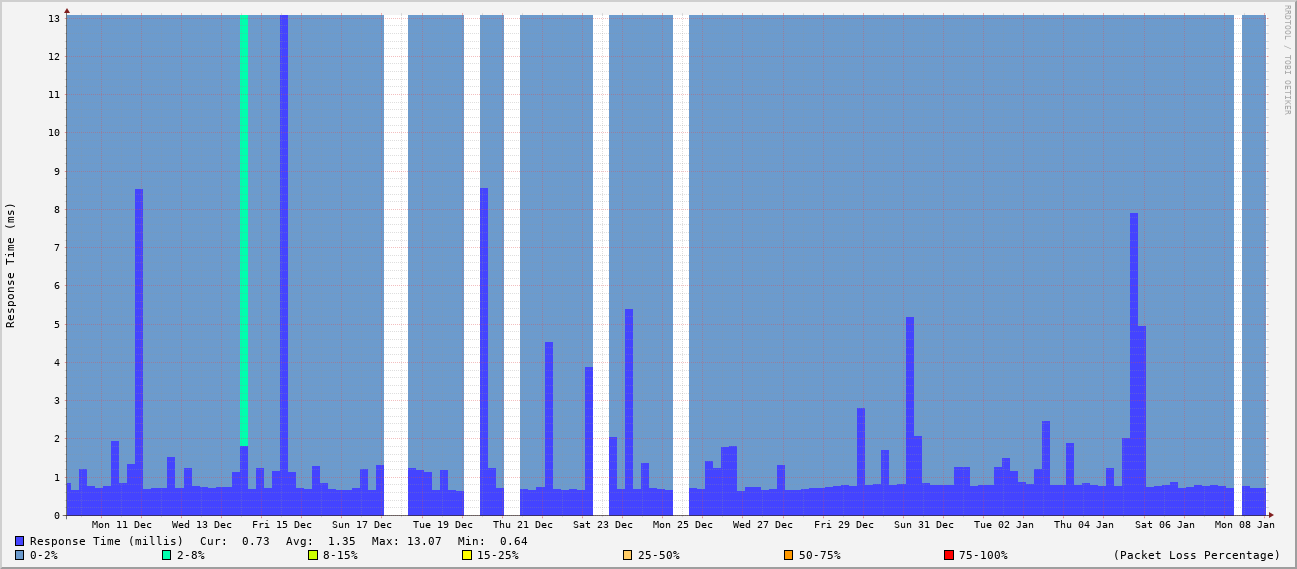 RRDTOOL / TOBI OETIKER
Response Time (ms)
13
12
11
10
9
8
7
6
5
4
3
2
1
0
Mon 11 Dec Wed 13 Dec Fri 15 Dec Sun 17 Dec Tue 19 Dec Thu 21 Dec Sat 23 Dec Mon 25 Dec Wed 27 Dec Fri 29 Dec Sun 31 Dec Tue 02 Jan Thu 04 Jan Sat 06 Jan Mon 08 Jan
Response Time (millis) Cur: 0.73 Avg: 1.35 Max: 13.07 Min: 0.64
0-2% 2-8% 8-15% 15-25% 25-50% 50-75% 75-100% (Packet Loss Percentage)